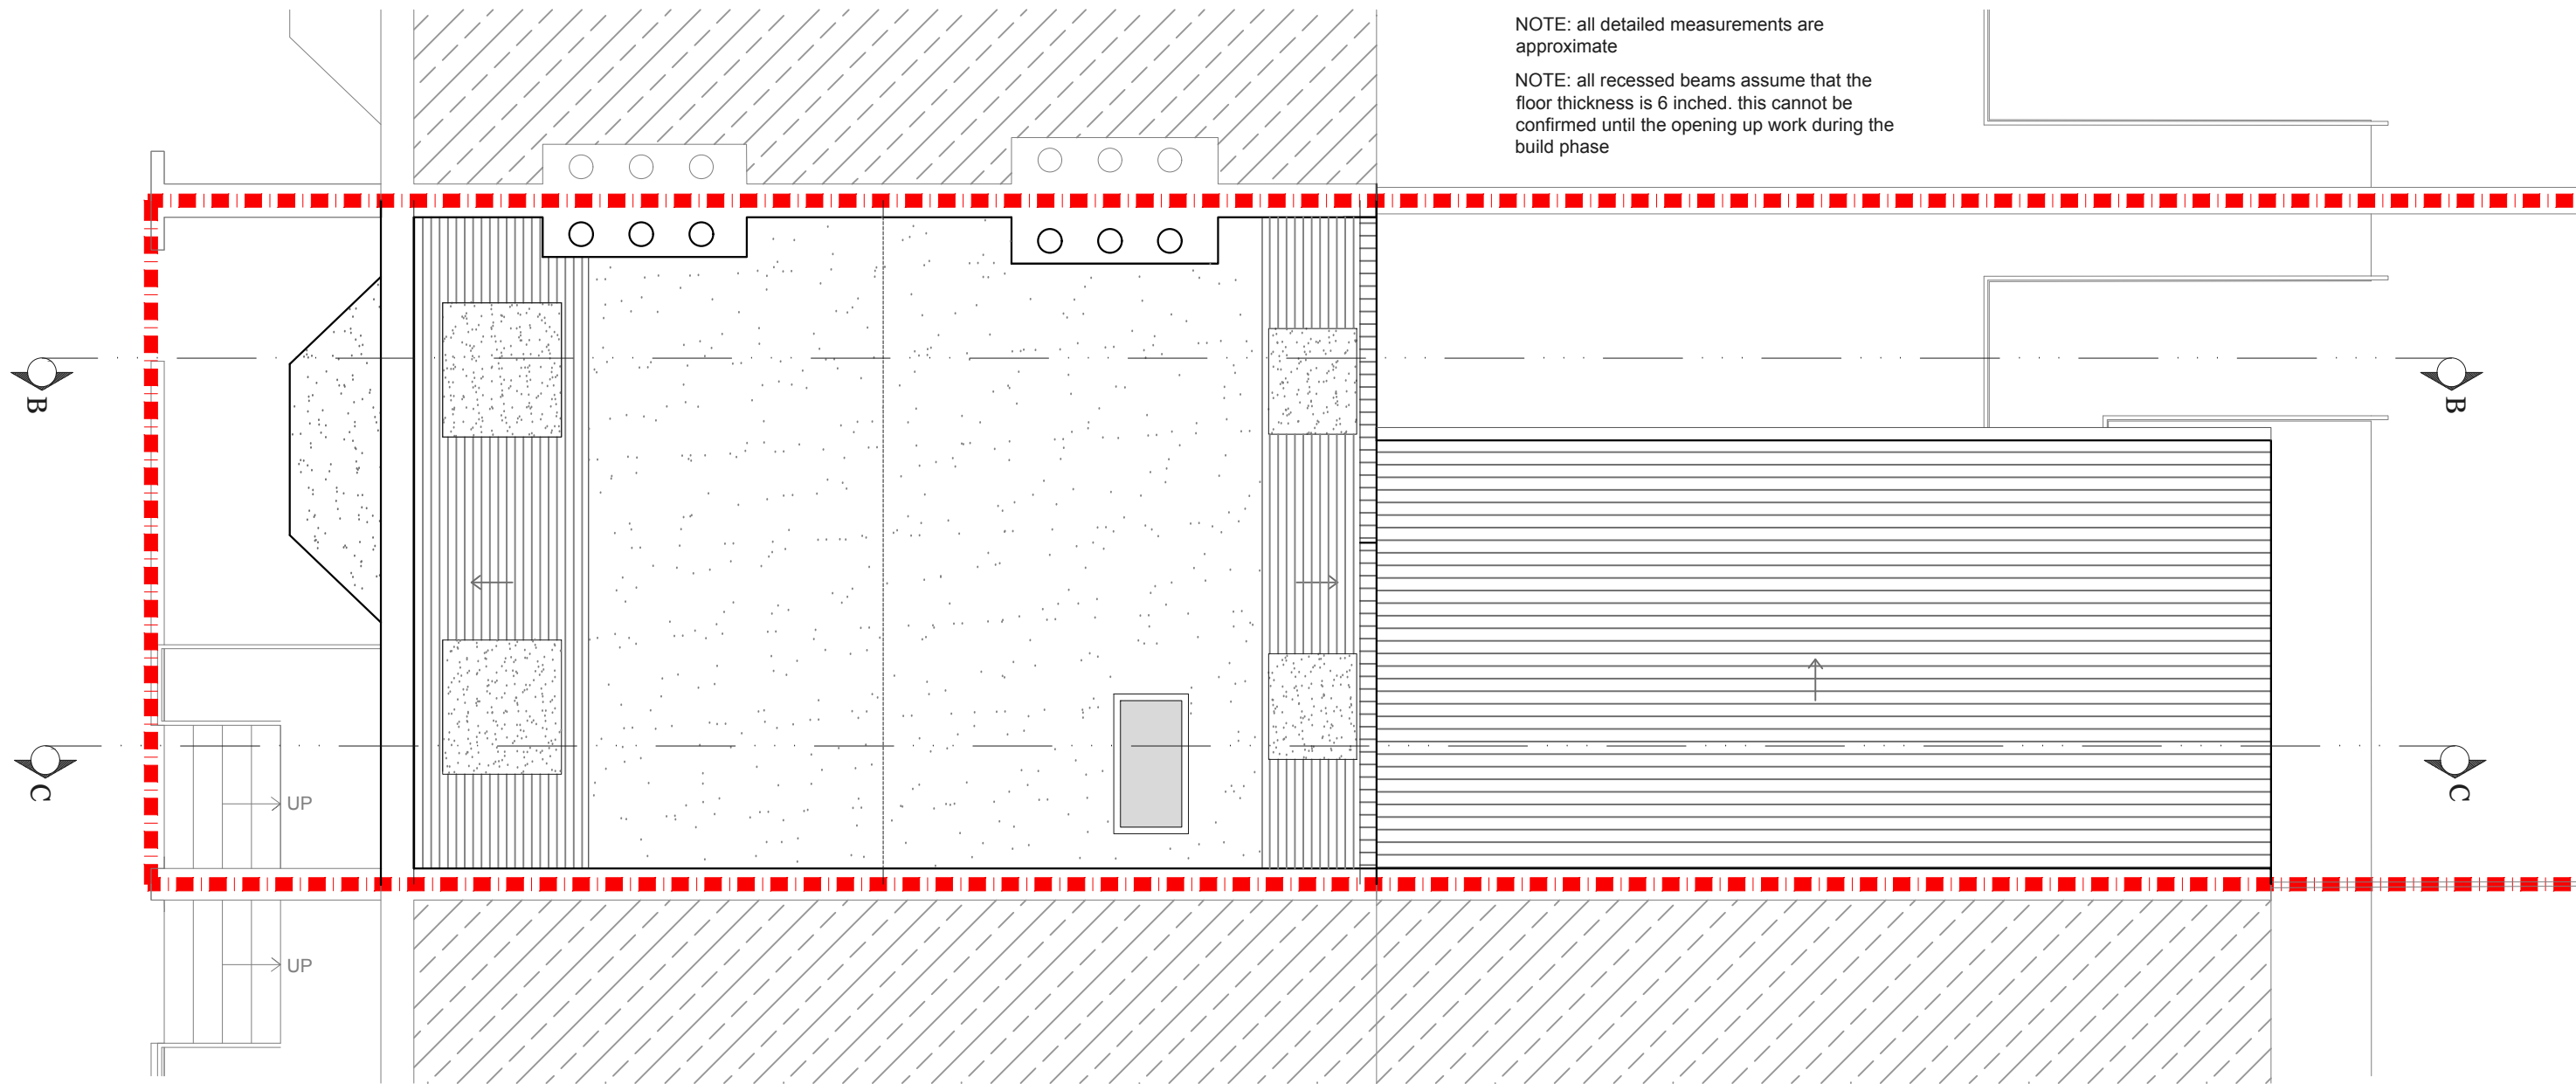 NOTE: all detailed measurements are
approximate
NOTE: all recessed beams assume that the
floor thickness is 6 inched. this cannot be
confirmed until the opening up work during the
build phase
B
B
C
C
UP
UP